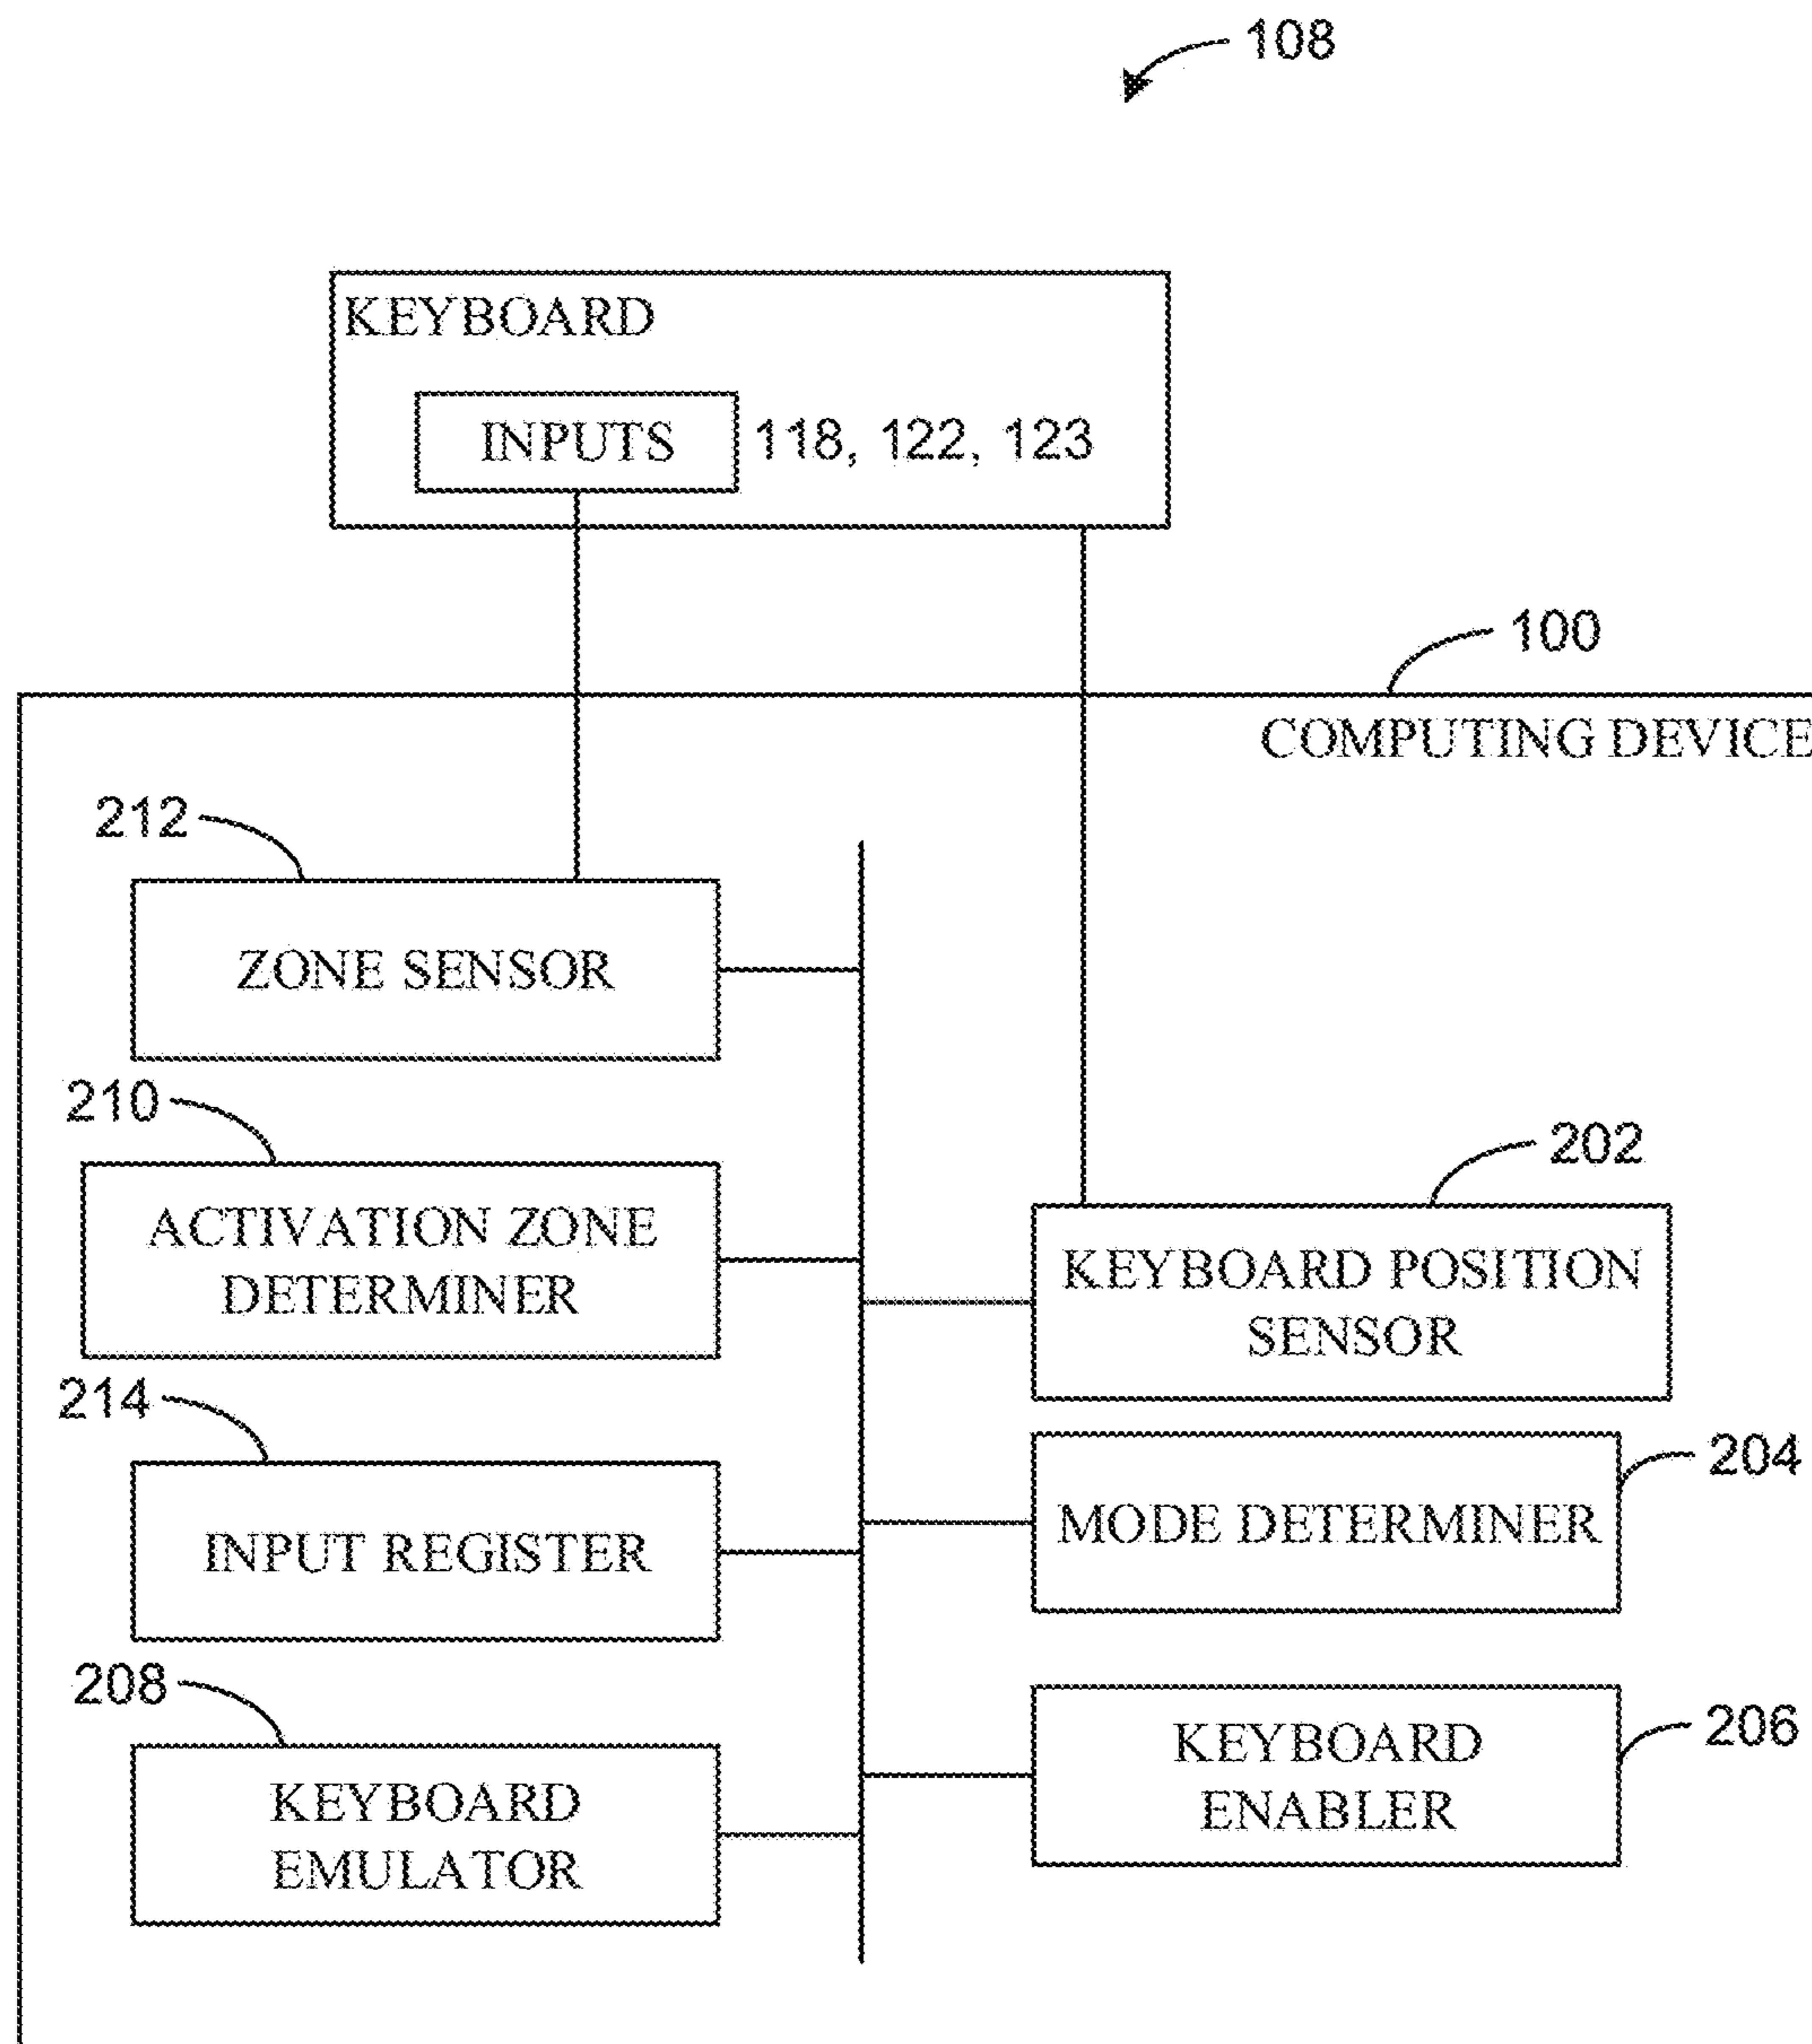 108
KEYBOARD
INPUTS 118, 122, 123
100
COMPUTING DEVICE
212
ZONE SENSOR
210
ACTIVATION ZONE
DETERMINER
202
KEYBOARD POSITION
SENSOR
214
INPUT REGISTER
204
MODE DETERMINER
208
KEYBOARD
EMULATOR
206
KEYBOARD
ENABLER